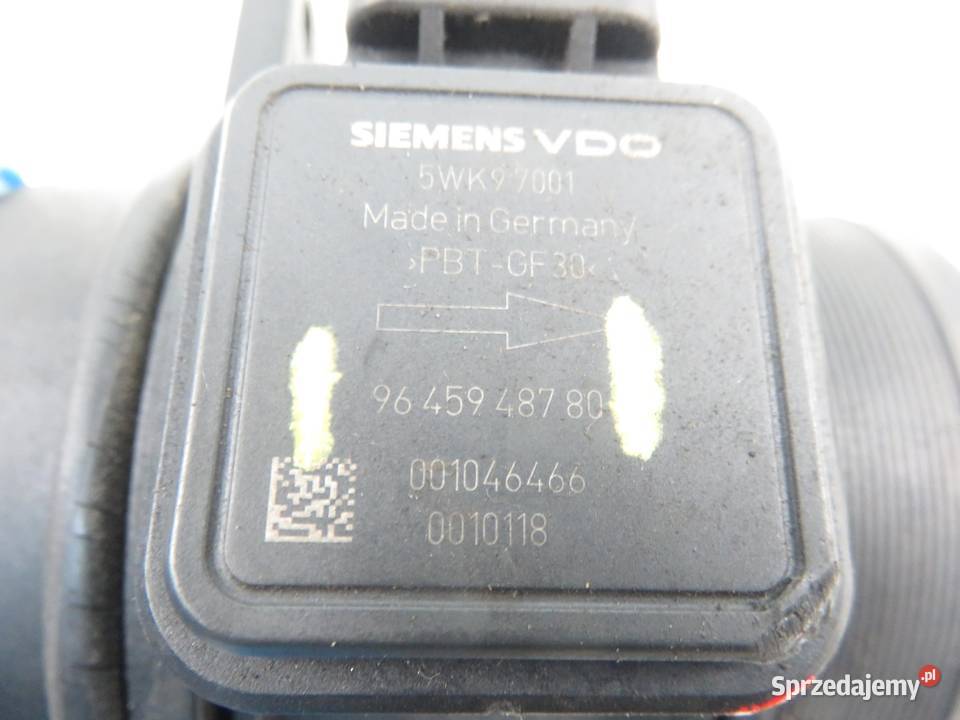 SIEMENS VDO
5WK9 7001
Made in Germany
›PBT-GF30‹
96 459 487 80
001046466
0010118
Sprzedajemy.pl